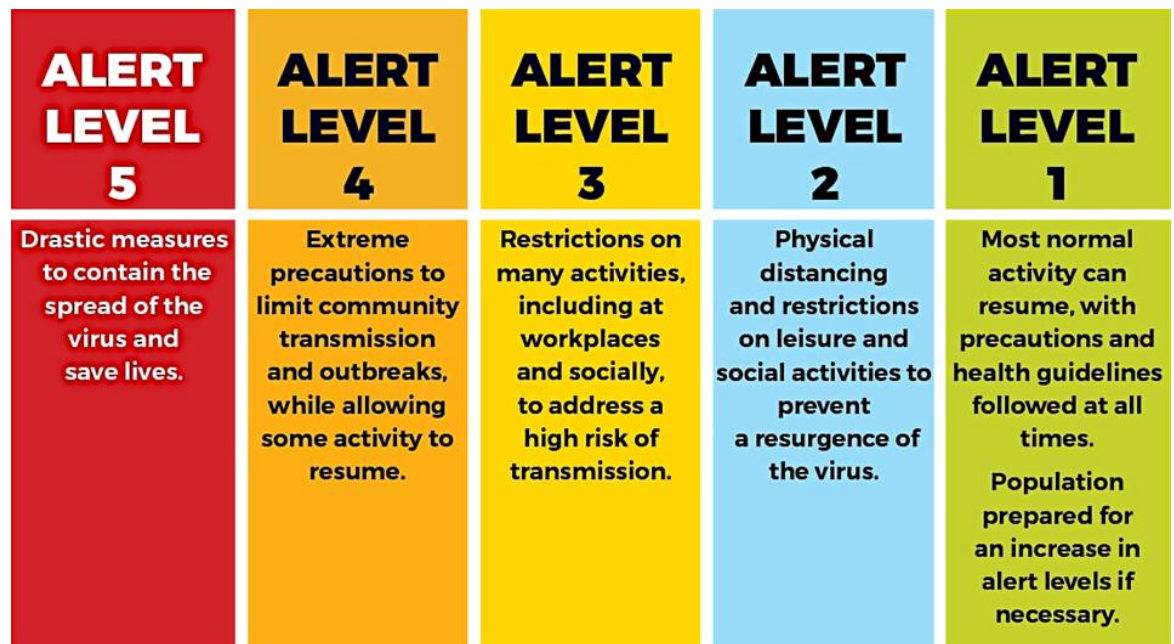 ALERT
LEVEL
5
Drastic measures
to contain the
spread of the
virus and
save lives.
ALERT
LEVEL
4
Extreme
precautions to
limit community
transmission
and outbreaks,
while allowing
some activity to
resume.
ALERT
LEVEL
3
Restrictions on
many activities,
including at
workplaces
and socially,
to address a
high risk of
transmission.
ALERT
LEVEL
2
Physical
distancing
and restrictions
on leisure and
social activities to
prevent
a resurgence of
the virus.
ALERT
LEVEL
1
Most normal
activity can
resume, with
precautions and
health guidelines
followed at all
times.
Population
prepared for
an increase in
alert levels if
necessary.